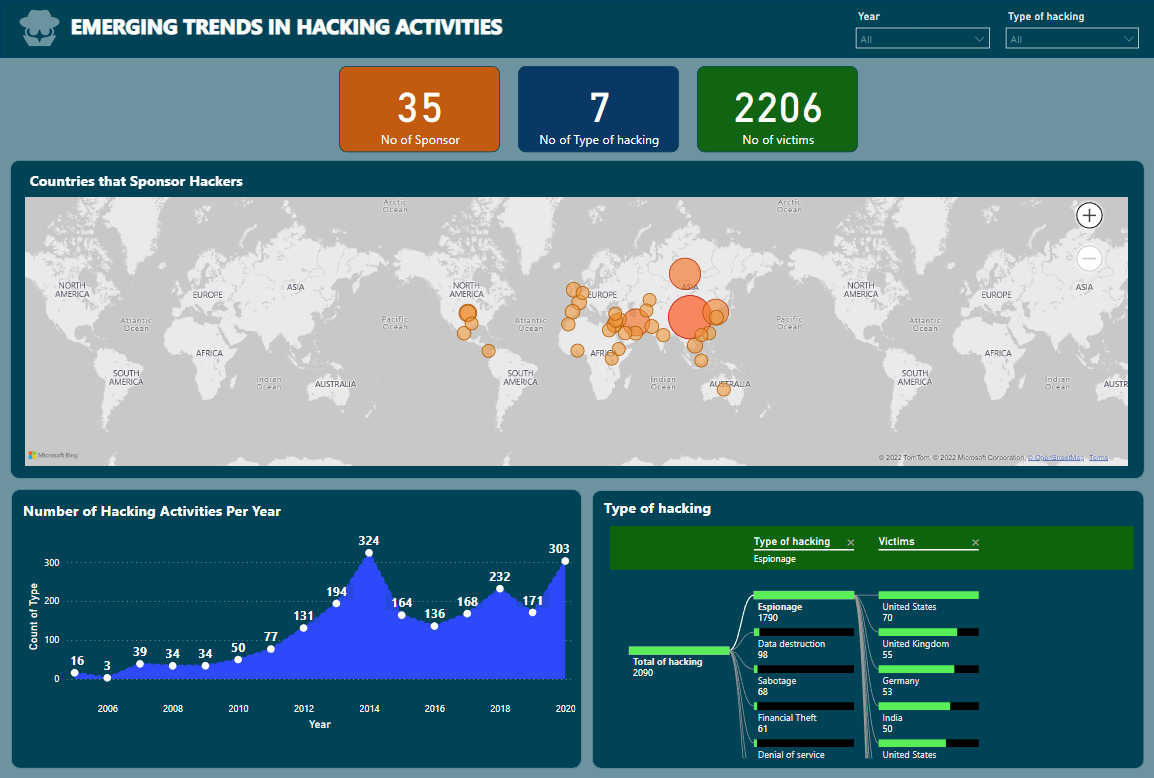 EMERGING TRENDS IN HACKING ACTIVITIES
Year
All
Type of hacking
All
35
No of Sponsor
7
No of Type of hacking
2206
No of victims
Countries that Sponsor Hackers
Arctic
Ocean
Arctic
Ocean
NORTH
AMERICA
EUROPE
ASIA
NORTH
AMERICA
EUROPE
ASIA
NORTH
AMERICA
EUROPE
ASIA
Atlantic
Ocean
Pacific
Ocean
Atlantic
Ocean
Pacific
Ocean
Atlantic
Ocean
AFRICA
AFRICA
SOUTH
AMERICA
Indian
Ocean
AUSTRALIA
SOUTH
AMERICA
Indian
Ocean
AUSTRALIA
SOUTH
AMERICA
Indian
Ocean
AUSTR
Microsoft Bing
© 2022 TomTom, © 2022 Microsoft Corporation, © OpenStreetMap Terms
Number of Hacking Activities Per Year
Count of Type
300
200
100
0
16
3
39
34
34
50
77
131
194
324
164
136
168
232
171
303
2006
2008
2010
2012
2014
2016
2018
2020
Year
Type of hacking
Type of hacking
Espionage
Victims
Total of hacking
2090
Espionage
1790
Data destruction
98
Sabotage
68
Financial Theft
61
Denial of service
United States
70
United Kingdom
55
Germany
53
India
50
United States